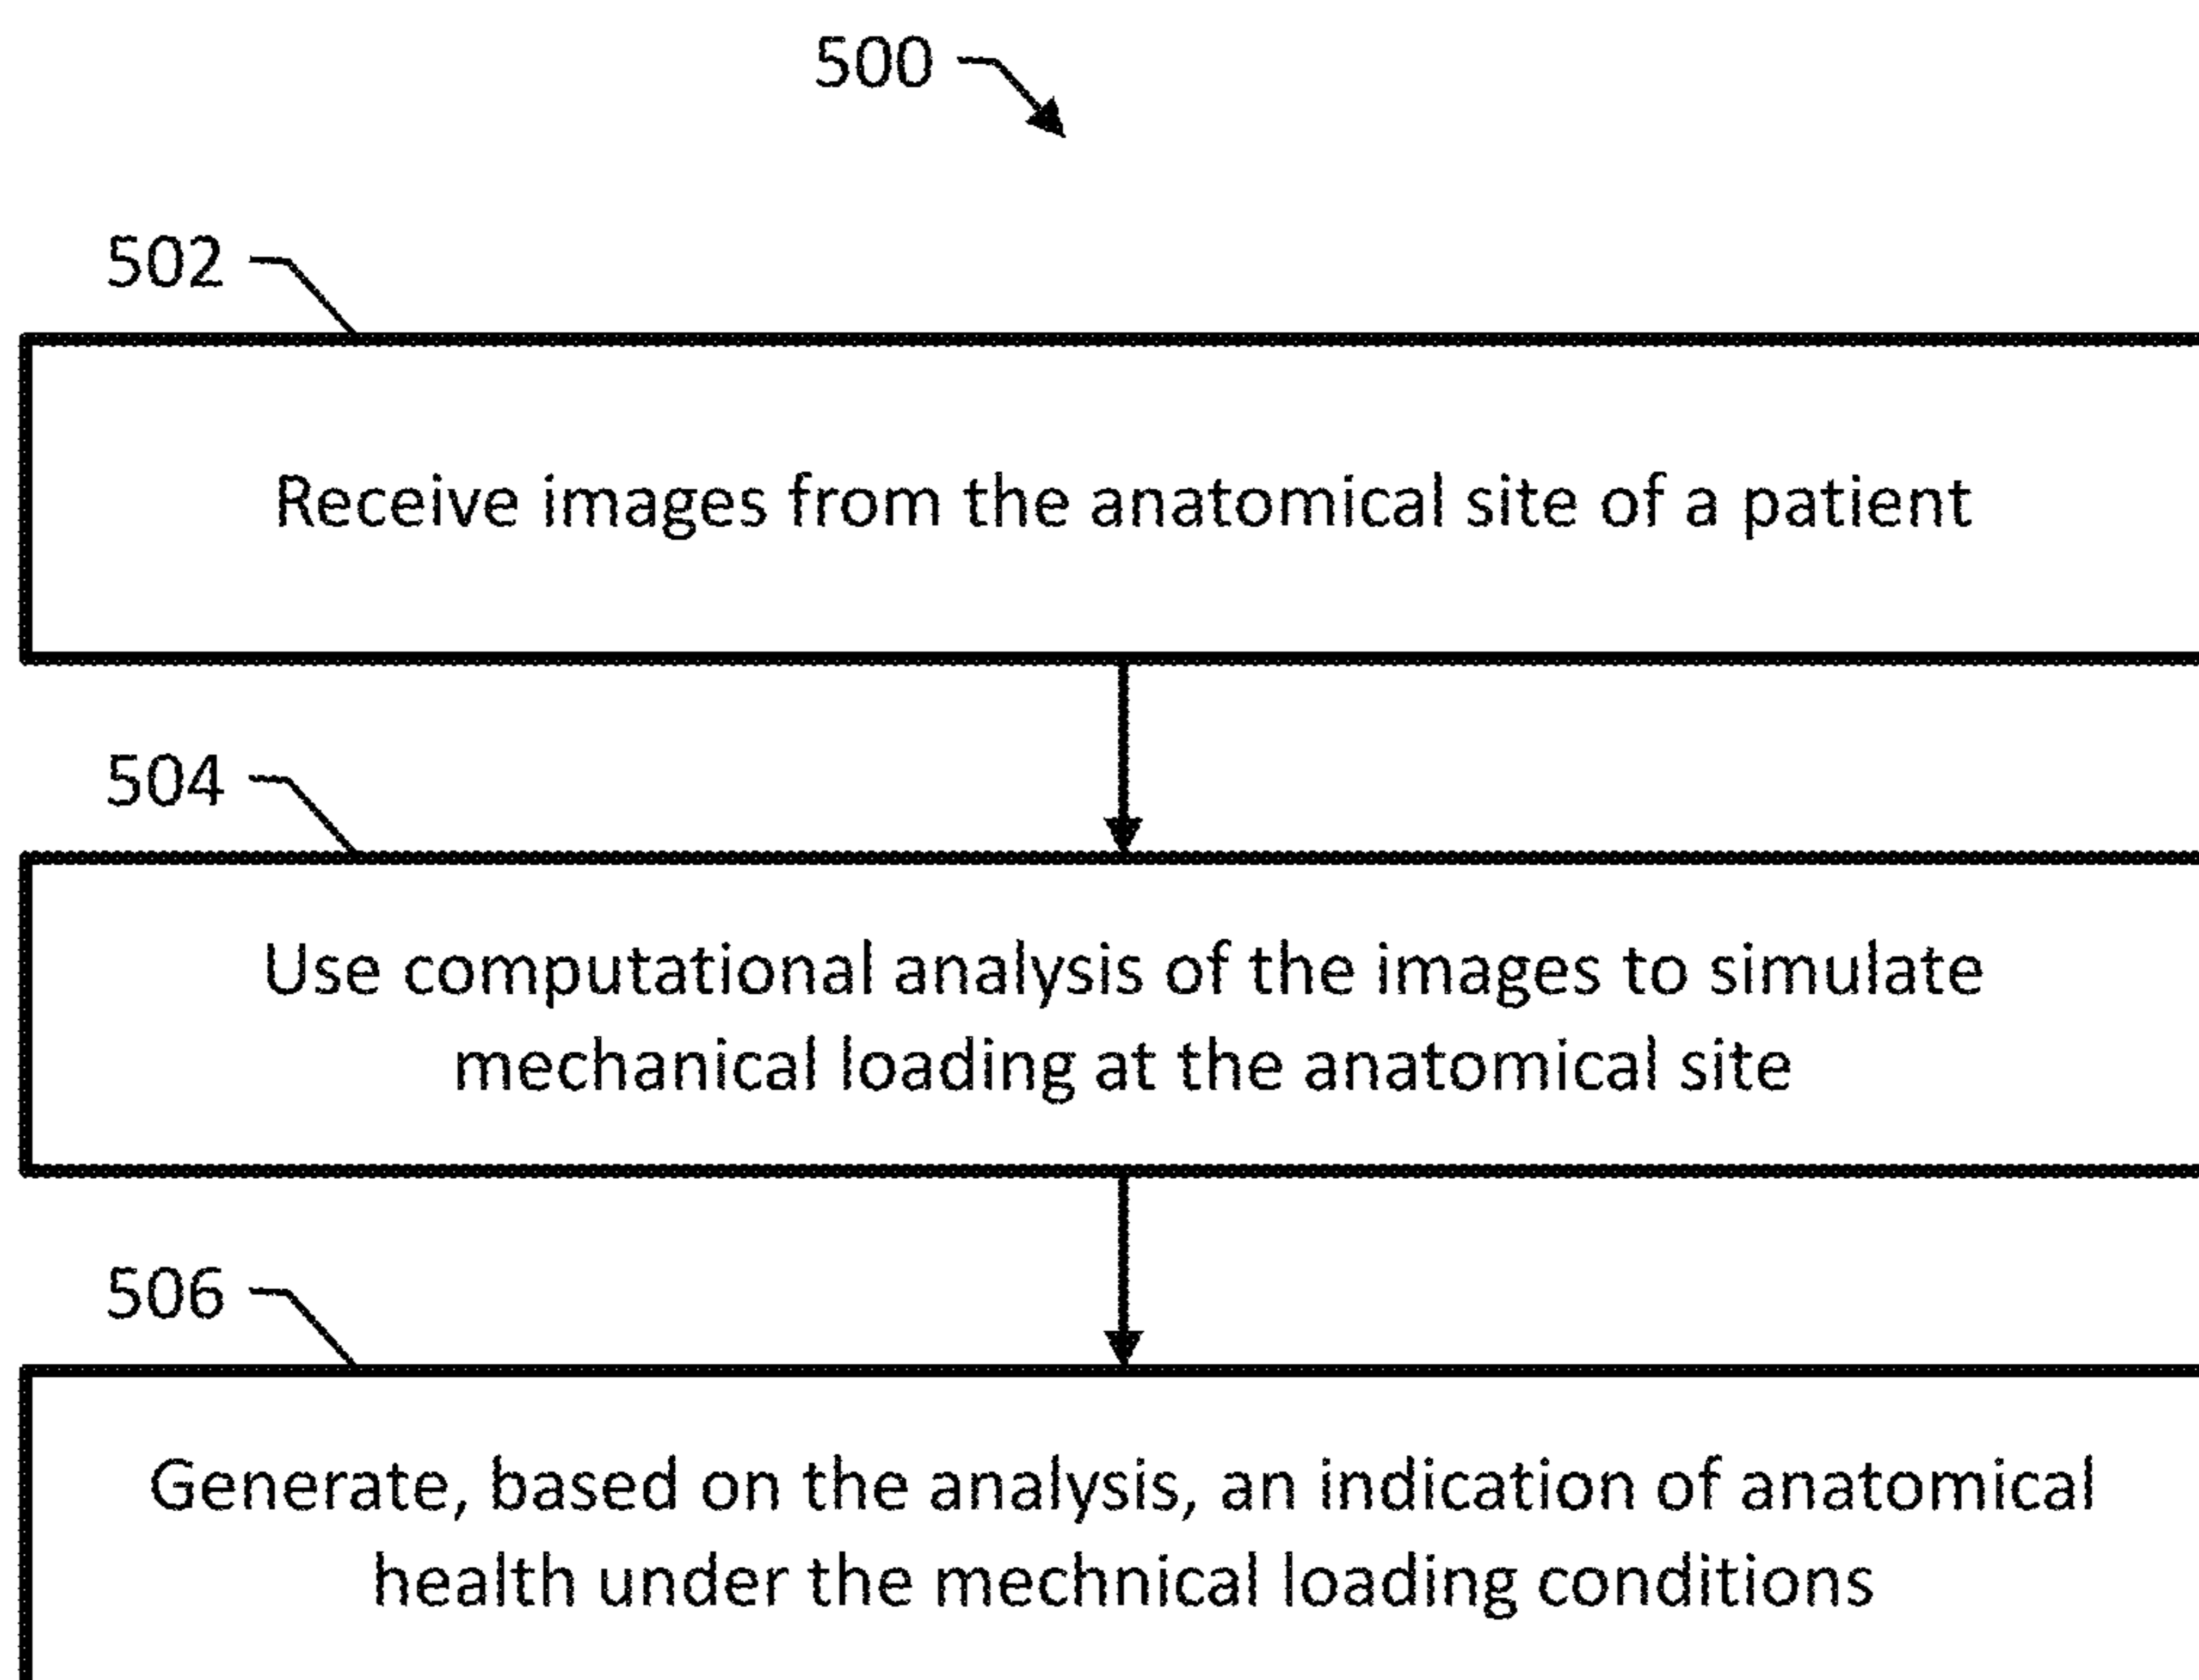 500
502
Receive images from the anatomical site of a patient
504
Use computational analysis of the images to simulate
mechanical loading at the anatomical site
506
Generate, based on the analysis, an indication of anatomical
health under the mechnical loading conditions